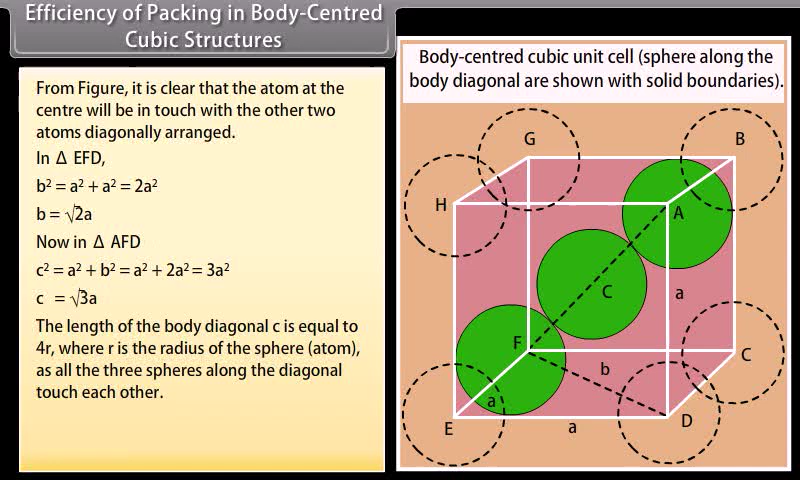 Efficiency of Packing in Body-Centred
Cubic Structures
From Figure, it is clear that the atom at the
centre will be in touch with the other two
atoms diagonally arranged.
In Δ EFD,
b² = a² + a² = 2a²
b = √2a
Now in Δ AFD
c² = a² + b² = a² + 2a² = 3a²
c = √3a
The length of the body diagonal c is equal to
4r, where r is the radius of the sphere (atom),
as all the three spheres along the diagonal
touch each other.
Body-centred cubic unit cell (sphere along the
body diagonal are shown with solid boundaries).
G
B
H
A
C
a
F
C
b
a
E
a
D